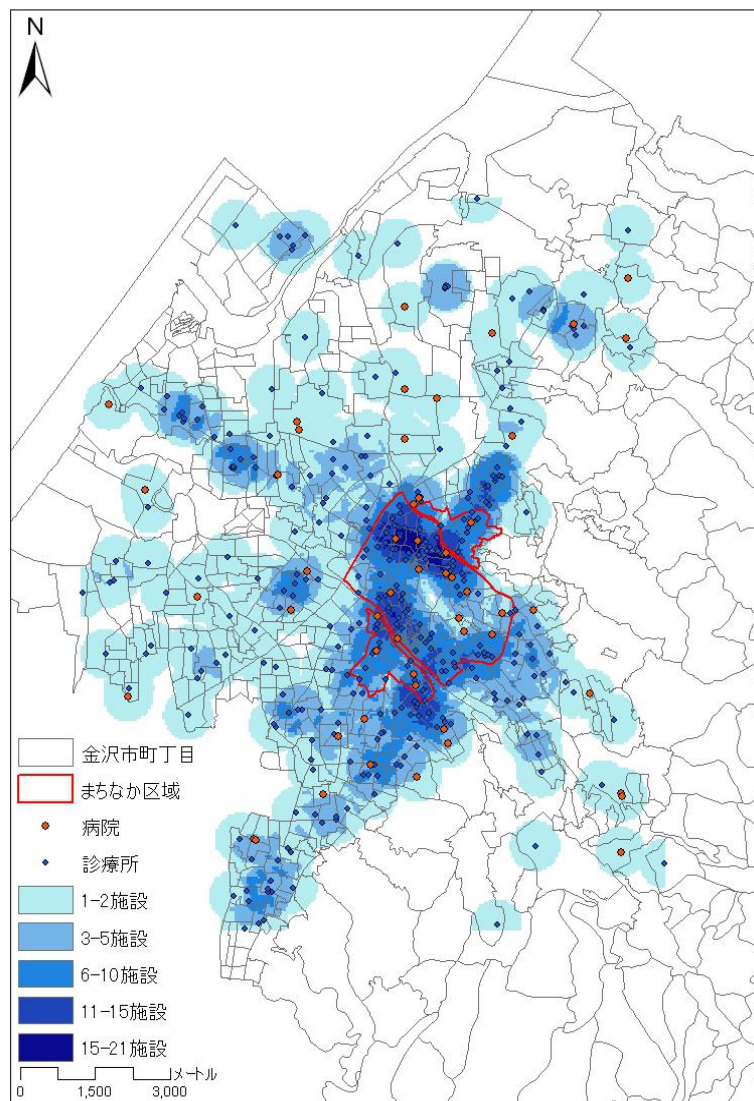 N
金沢市町丁目
まちなか区域
病院
診療所
1-2施設
3-5施設
6-10施設
11-15施設
15-21施設
メートル
0 1,500 3,000